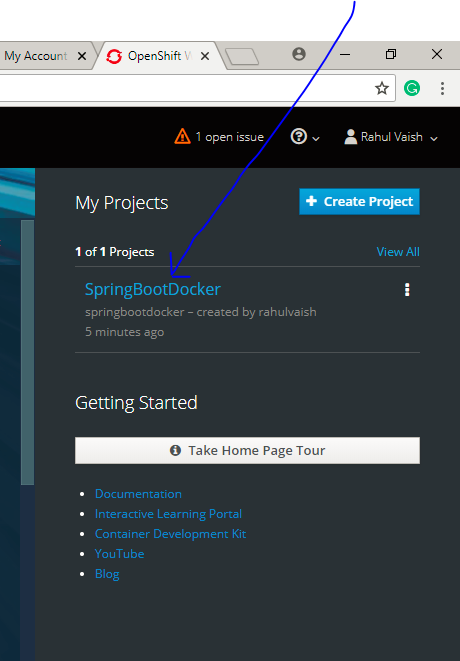 My Account
OpenShift W
1 open issue
Rahul Vaish
My Projects
Create Project
1 of 1 Projects
View All
SpringBootDocker
springbootdocker – created by rahulvaish
5 minutes ago
Getting Started
Take Home Page Tour
Documentation
Interactive Learning Portal
Container Development Kit
YouTube
Blog